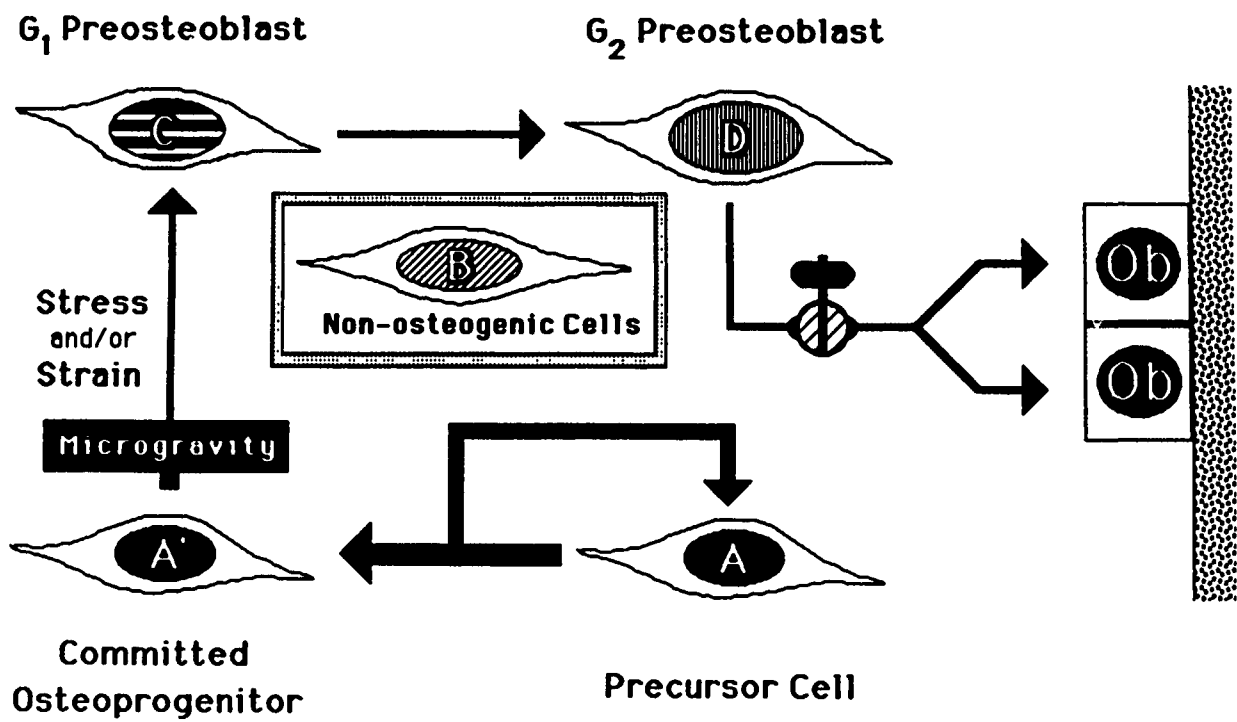 G1 Preosteoblast
G2 Preosteoblast
C
D
B
Non-osteogenic Cells
Stress
and/or
Strain
Microgravity
Ob
Ob
A'
A
Committed
Osteoprogenitor
Precursor Cell